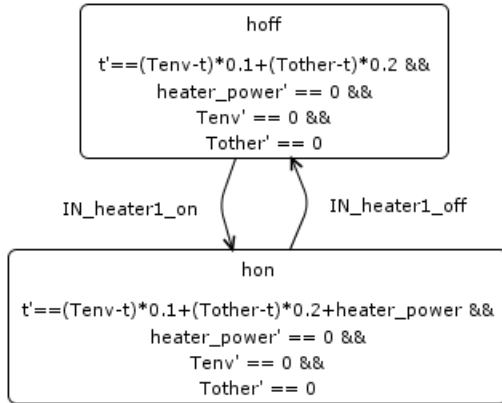 hoff
t'==(Tenv-t)*0.1+(Tother-t)*0.2 &&
heater_power' == 0 &&
Tenv' == 0 &&
Tother' == 0
IN_heater1_on
IN_heater1_off
hon
t'==(Tenv-t)*0.1+(Tother-t)*0.2+heater_power &&
heater_power' == 0 &&
Tenv' == 0 &&
Tother' == 0